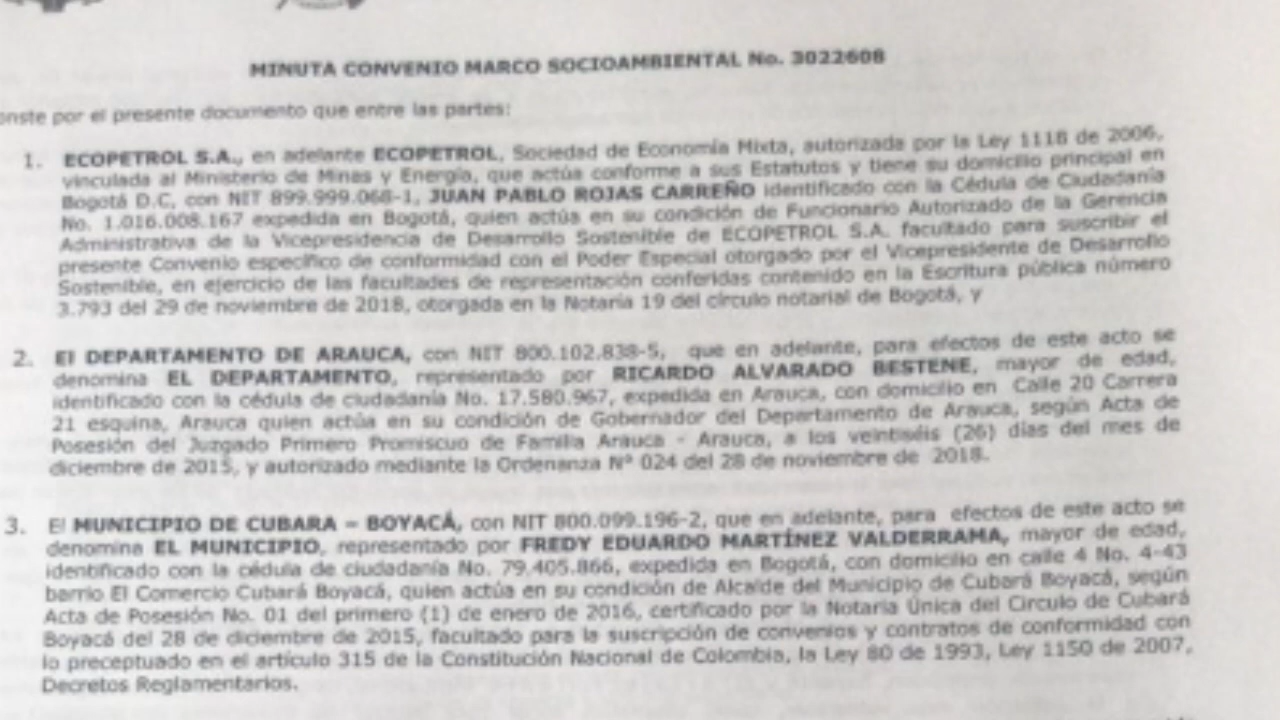 MINUTA CONVENIO MARCO SOCIOAMBIENTAL No. 3022608
onste por el presente documento que entre las partes:
1. ECOPETROL S.A., en adelante ECOPETROL, Sociedad de Economía Mixta, autorizada por la Ley 1118 de 2006,
vinculada al Ministerio de Minas y Energía, que actúa conforme a sus Estatutos y tiene su domicilio principal en
Bogotá D.C, con NIT 899.999.068-1, JUAN PABLO ROJAS CARREÑO identificado con la Cédula de Ciudadanía
No. 1.016.008.167 expedida en Bogotá, quien actúa en su condición de Funcionario Autorizado de la Gerencia
Administrativa de la Vicepresidencia de Desarrollo Sostenible de ECOPETROL S.A. facultado para suscribir el
presente Convenio específico de conformidad con el Poder Especial otorgado por el Vicepresidente de Desarrollo
Sostenible, en ejercicio de las facultades de representación conferidas contenido en la Escritura pública número
3.793 del 29 de noviembre de 2018, otorgada en la Notaria 19 del círculo notarial de Bogotá, y
2. El DEPARTAMENTO DE ARAUCA, con NIT 800.102.838-5, que en adelante, para efectos de este acto se
denomina EL DEPARTAMENTO, representado por RICARDO ALVARADO BESTENE, mayor de edad,
identificado con la cédula de ciudadanía No. 17.580.967, expedida en Arauca, con domicilio en Calle 20 Carrera
21 esquina, Arauca quien actúa en su condición de Gobernador del Departamento de Arauca, según Acta de
Posesión del Juzgado Primero Promiscuo de Familia Arauca - Arauca, a los veintiséis (26) días del mes de
diciembre de 2015, y autorizado mediante la Ordenanza N° 024 del 28 de noviembre de 2018.
3. El MUNICIPIO DE CUBARA – BOYACÁ, con NIT 800.099.196-2, que en adelante, para efectos de este acto se
denomina EL MUNICIPIO, representado por FREDY EDUARDO MARTÍNEZ VALDERRAMA, mayor de edad,
identificado con la cédula de ciudadanía No. 79.405.866, expedida en Bogotá, con domicilio en calle 4 No. 4-43
barrio El Comercio Cubará Boyacá, quien actúa en su condición de Alcalde del Municipio de Cubará Boyacá, según
Acta de Posesión No. 01 del primero (1) de enero de 2016, certificado por la Notaria Única del Circulo de Cubará
Boyacá del 28 de diciembre de 2015, facultado para la suscripción de convenios y contratos de conformidad con
lo preceptuado en el artículo 315 de la Constitución Nacional de Colombia, la Ley 80 de 1993, Ley 1150 de 2007,
Decretos Reglamentarios.